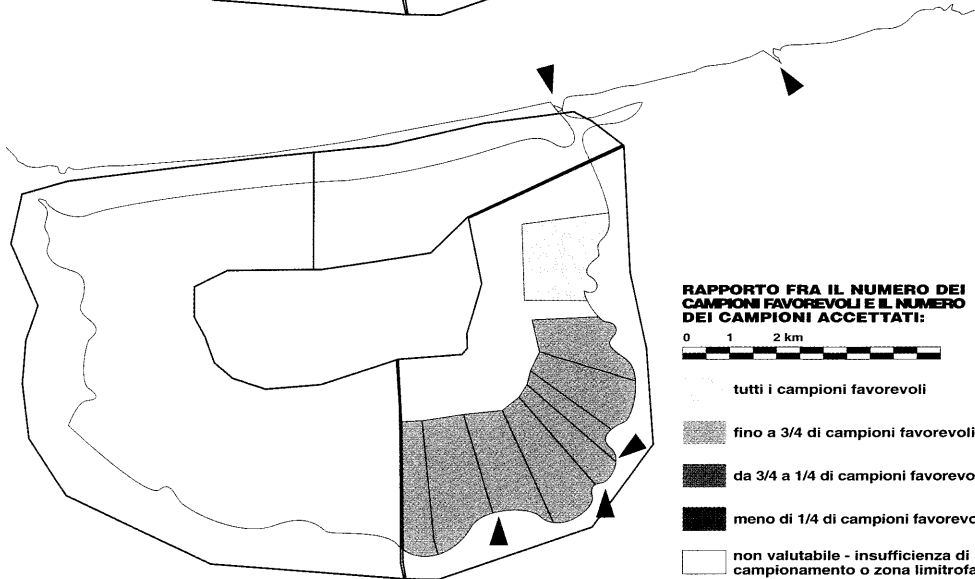 RAPPORTO FRA IL NUMERO DEI
CAMPIONI FAVOREVOLI E IL NUMERO
DEI CAMPIONI ACCETTATI:
0 1 2 km
tutti i campioni favorevoli
fino a 3/4 di campioni favorevoli
da 3/4 a 1/4 di campioni favorevo
meno di 1/4 di campioni favorevo
non valutabile - insufficienza di
campionamento o zona limitrofa